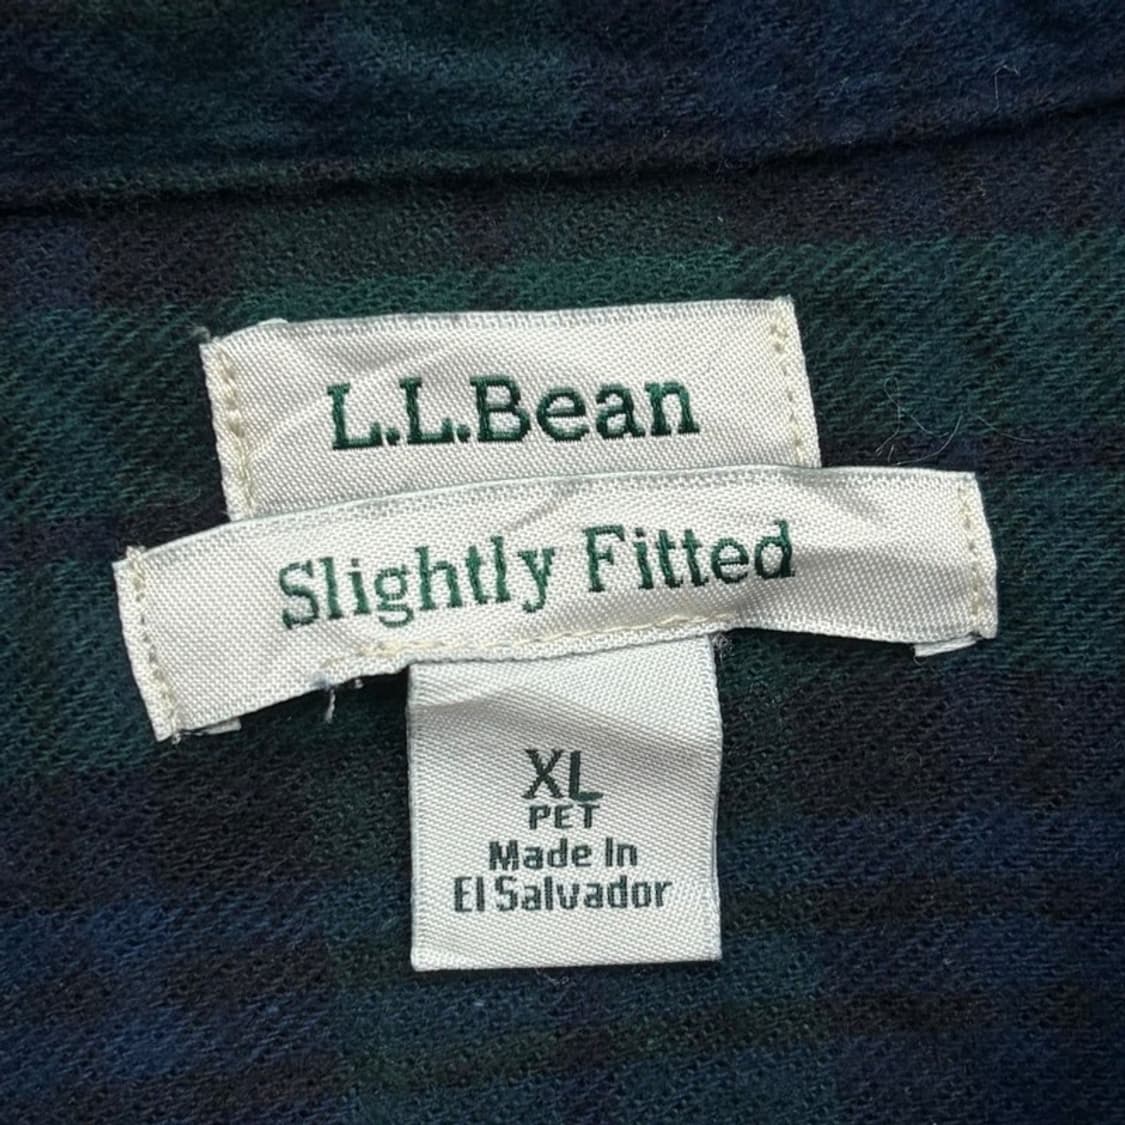 L.L.Bean
Slightly Fitted
XL
PET
Made In
El Salvador